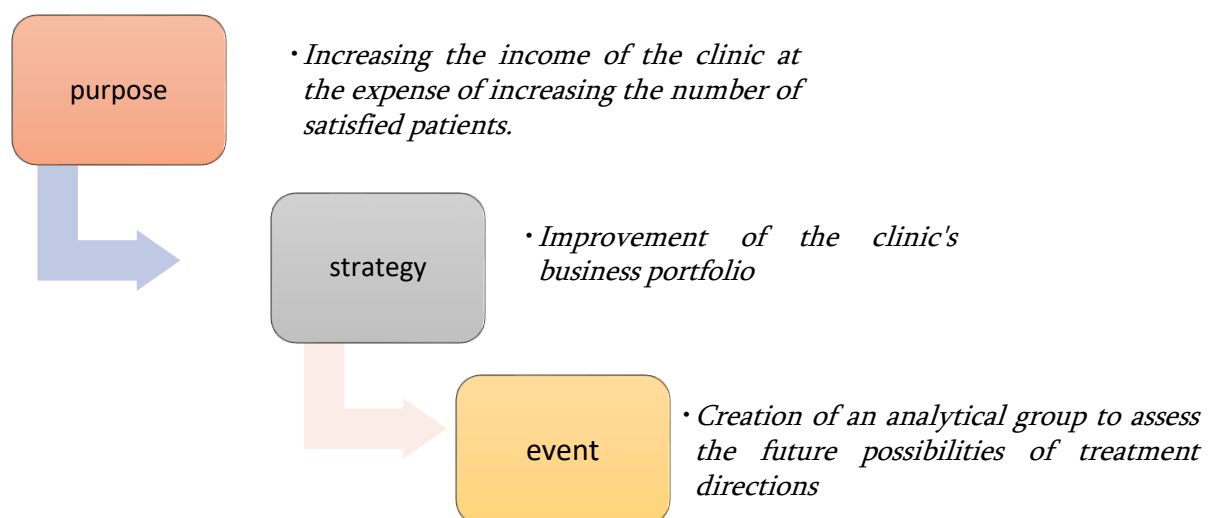 purpose
· Increasing the income of the clinic at
the expense of increasing the number of
satisfied patients.
strategy
· Improvement of the clinic's
business portfolio
event
· Creation of an analytical group to assess
the future possibilities of treatment
directions